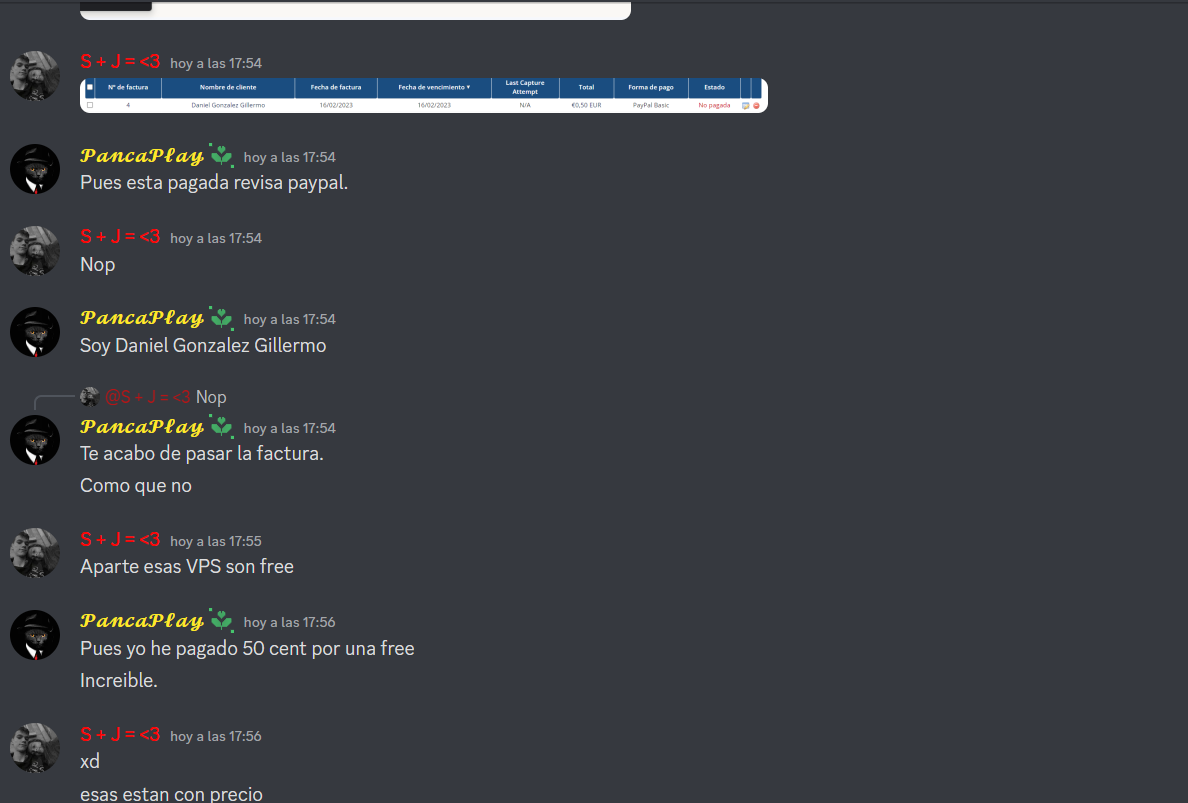 S + J = <3 hoy a las 17:54
Nº de factura Nombre de cliente Fecha de factura Fecha de vencimiento ▾ Last Capture Attempt Total Forma de pago Estado
4 Daniel Gonzalez Gillermo 16/02/2023 16/02/2023 N/A €0,50 EUR PayPal Basic No pagada
𝓟𝓪𝓷𝓬𝓪𝓟𝓵𝓪𝔂 hoy a las 17:54
Pues esta pagada revisa paypal.
S + J = <3 hoy a las 17:54
Nop
𝓟𝓪𝓷𝓬𝓪𝓟𝓵𝓪𝔂 hoy a las 17:54
Soy Daniel Gonzalez Gillermo
@S + J = <3 Nop
𝓟𝓪𝓷𝓬𝓪𝓟𝓵𝓪𝔂 hoy a las 17:54
Te acabo de pasar la factura.
Como que no
S + J = <3 hoy a las 17:55
Aparte esas VPS son free
𝓟𝓪𝓷𝓬𝓪𝓟𝓵𝓪𝔂 hoy a las 17:56
Pues yo he pagado 50 cent por una free
Increible.
S + J = <3 hoy a las 17:56
xd
esas estan con precio